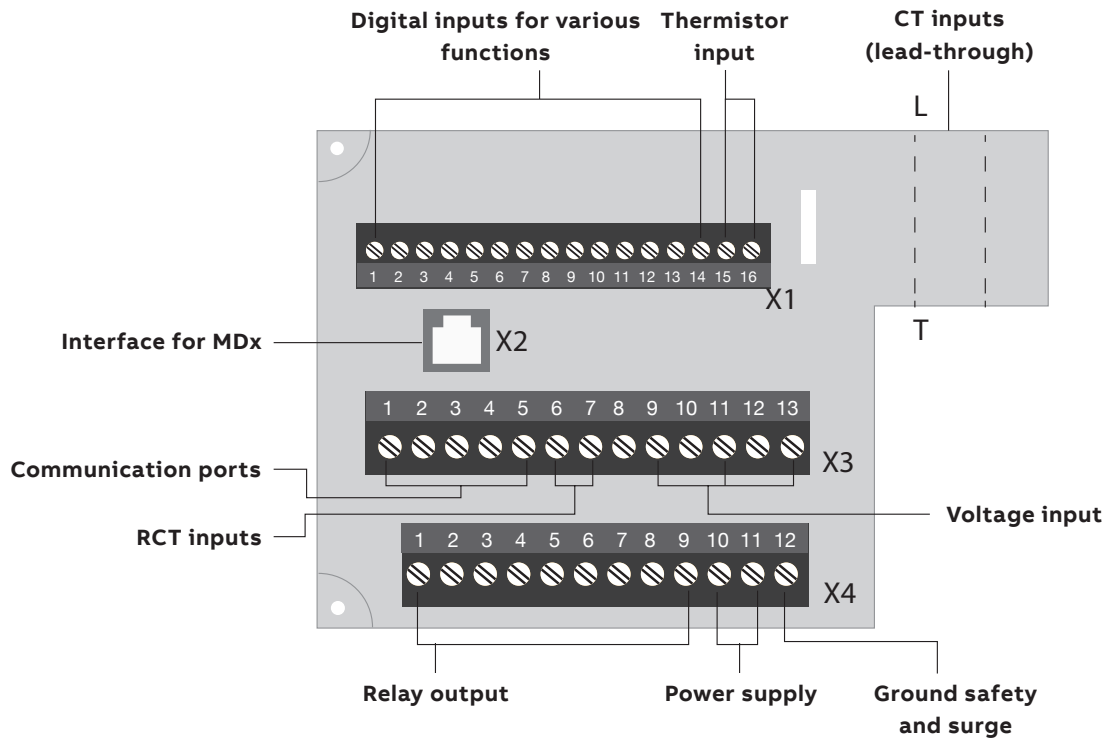 Digital inputs for various
functions
Thermistor
input
CT inputs
(lead-through)
L
1 2 3 4 5 6 7 8 9 10 11 12 13 14 15 16
X1
T
Interface for MDx
X2
1 2 3 4 5 6 7 8 9 10 11 12 13
Communication ports
X3
RCT inputs
Voltage input
1 2 3 4 5 6 7 8 9 10 11 12
X4
Relay output
Power supply
Ground safety
and surge